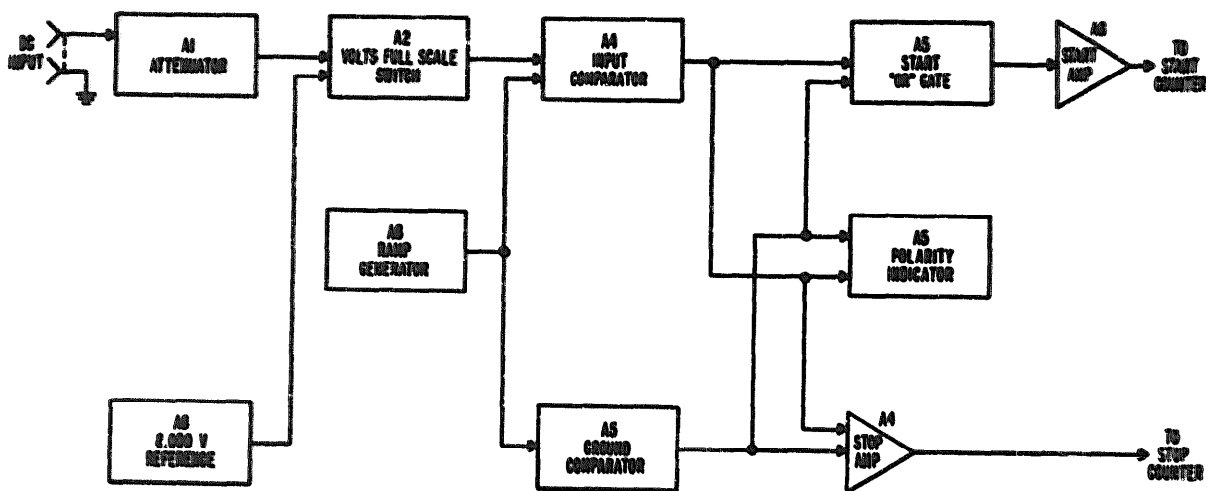 DC
INPUT
A1
ATTENUATOR
A2
VOLTS FULL SCALE
SWITCH
A4
INPUT
COMPARATOR
A5
START
"OR" GATE
A6
START
AMP
TO
START
COUNTER
RAMP
GENERATOR
A5
POLARITY
INDICATOR
V
REFERENCE
A5
GROUND
COMPARATOR
A4
STOP
AMP
TO
STOP
COUNTER